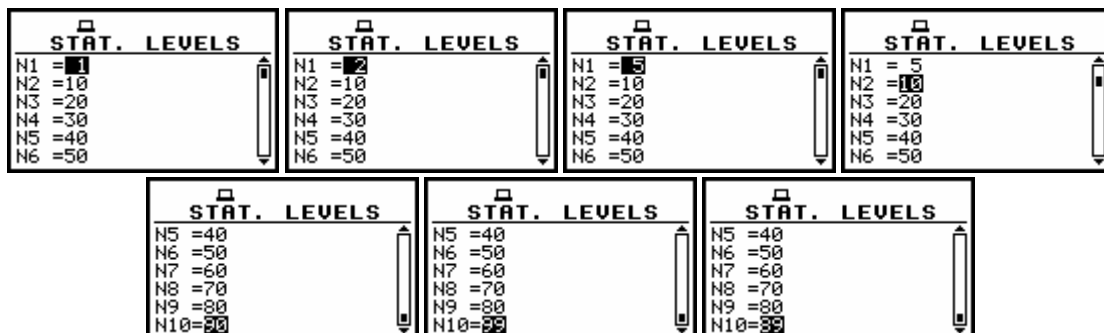 STAT. LEVELS
N1 = 1
N2 =10
N3 =20
N4 =30
N5 =40
N6 =50
STAT. LEVELS
N1 = 2
N2 =10
N3 =20
N4 =30
N5 =40
N6 =50
STAT. LEVELS
N1 = 5
N2 =10
N3 =20
N4 =30
N5 =40
N6 =50
STAT. LEVELS
N1 = 5
N2 =10
N3 =20
N4 =30
N5 =40
N6 =50
STAT. LEVELS
N5 =40
N6 =50
N7 =60
N8 =70
N9 =80
N10=90
STAT. LEVELS
N5 =40
N6 =50
N7 =60
N8 =70
N9 =80
N10=99
STAT. LEVELS
N5 =40
N6 =50
N7 =60
N8 =70
N9 =80
N10=89